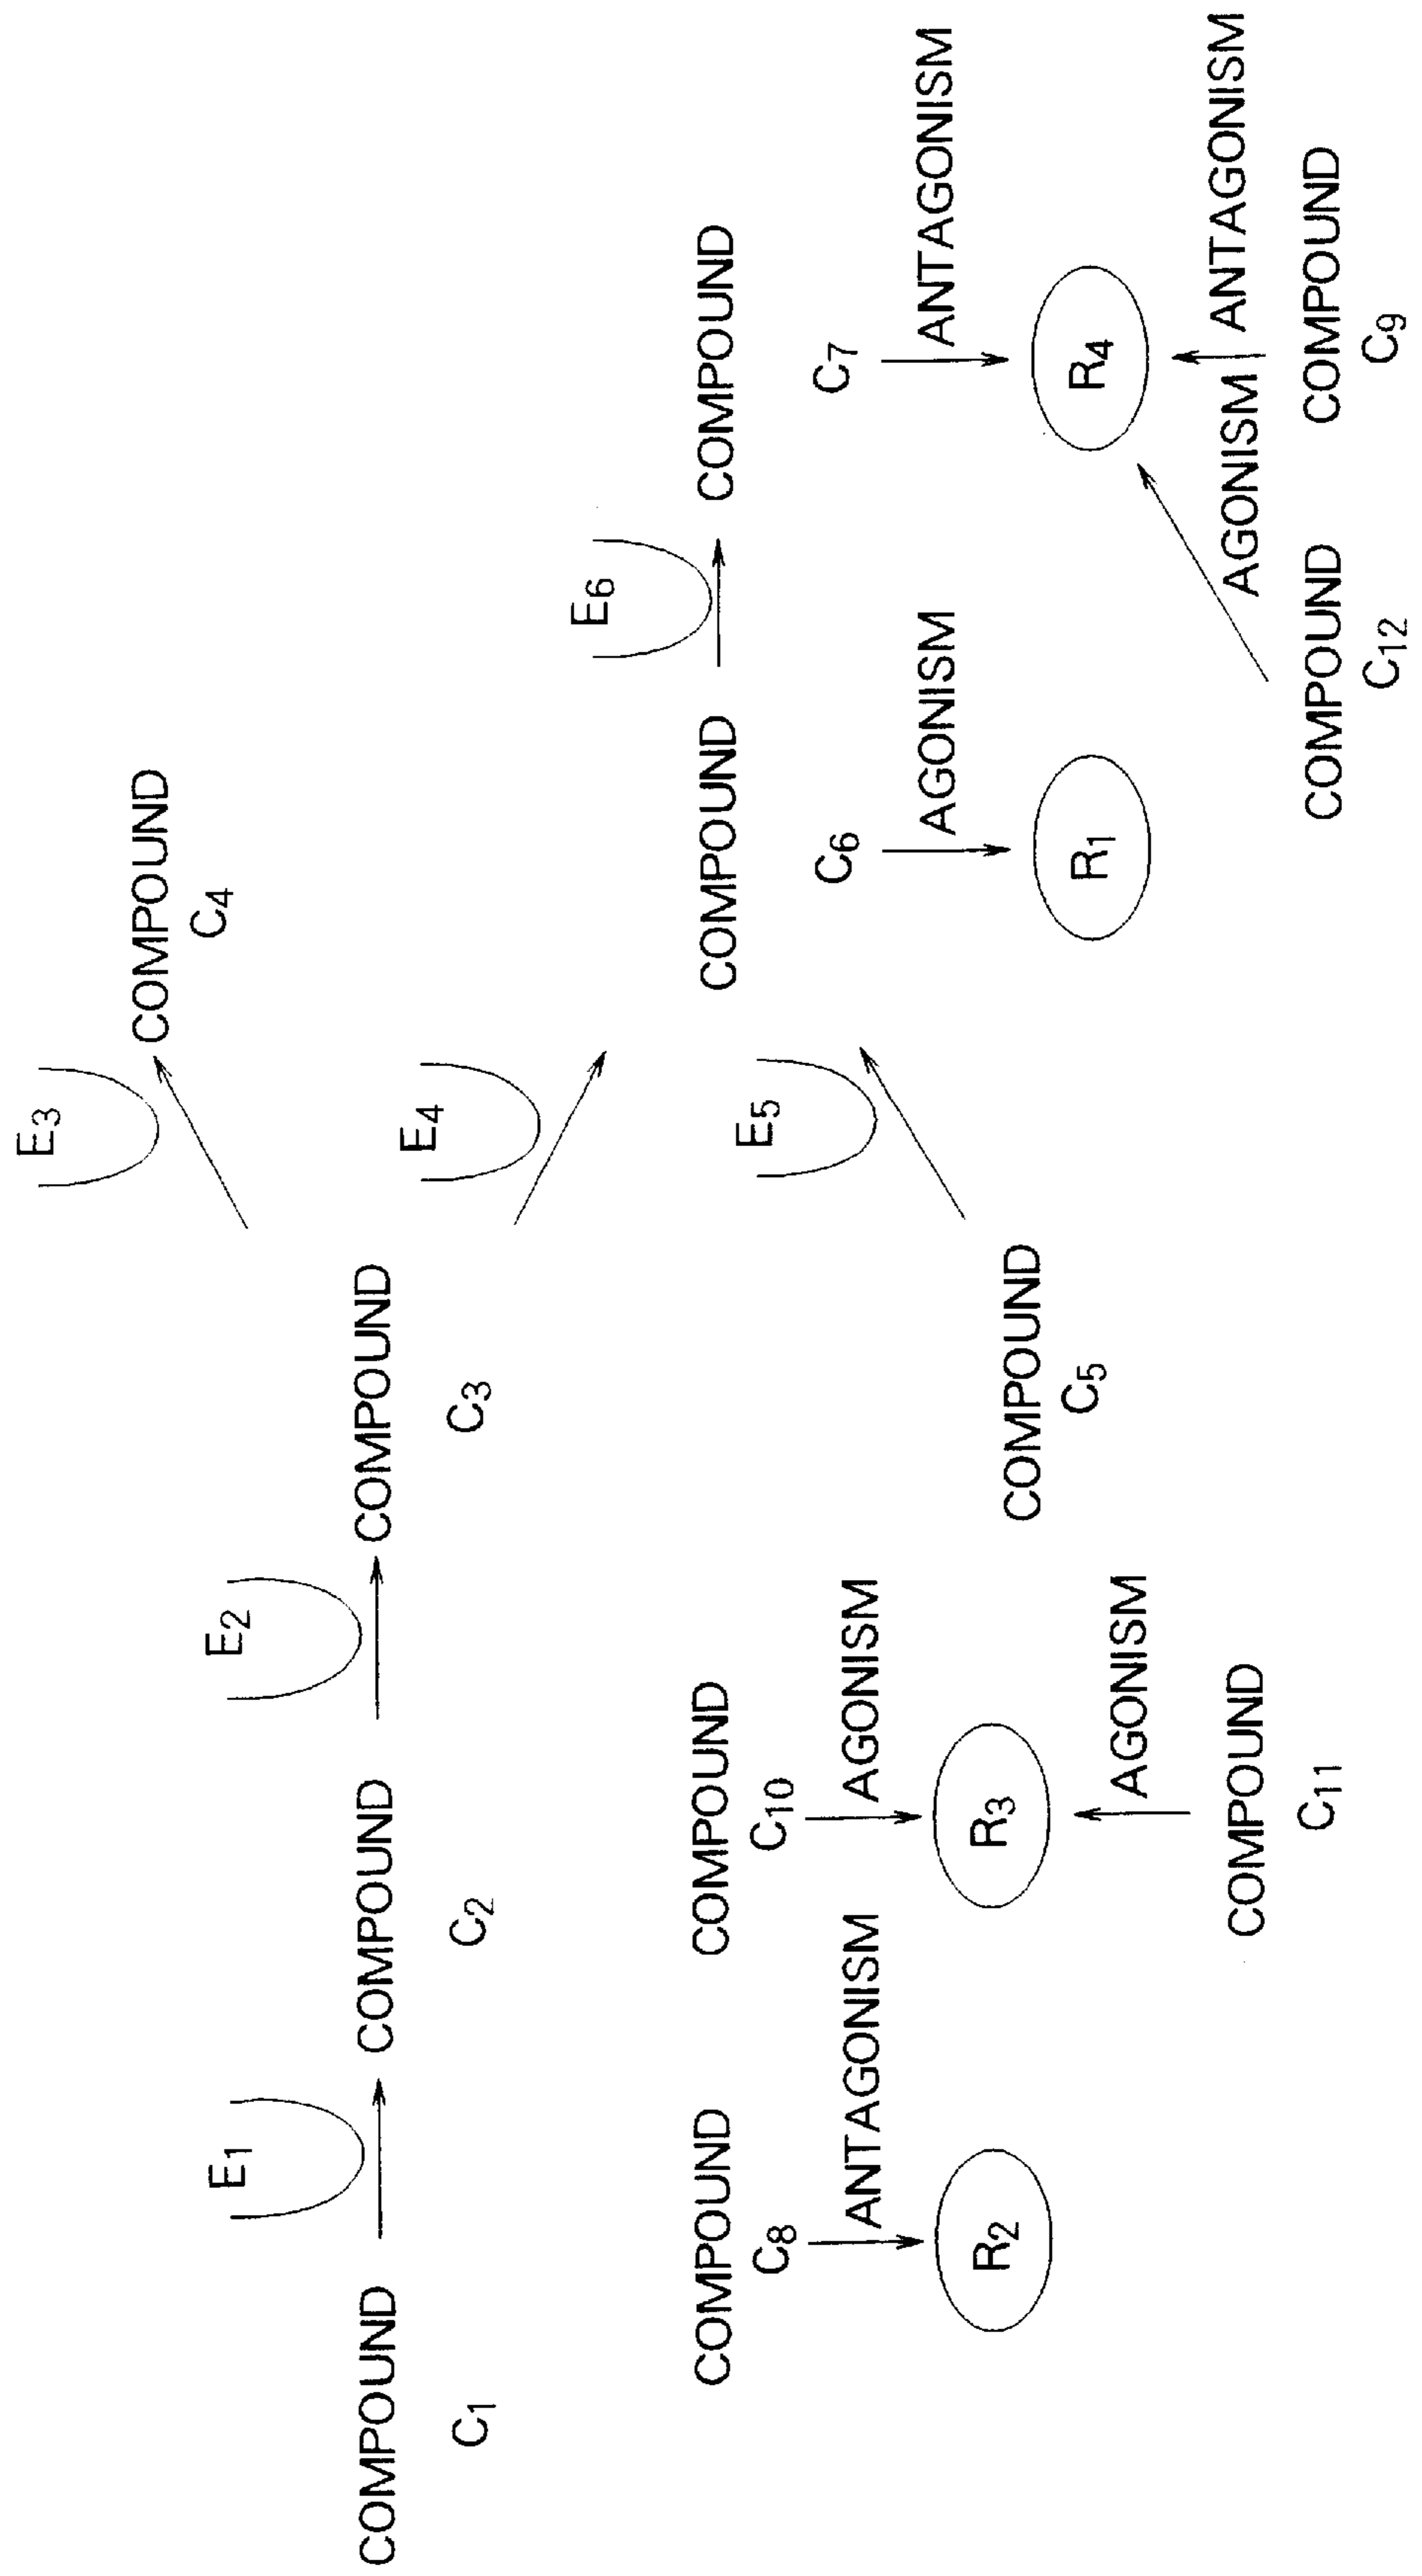 E3
COMPOUND
C4
E1
E2
E4
COMPOUND
COMPOUND
COMPOUND
C1
C2
C3
E6
E5
COMPOUND
COMPOUND
COMPOUND
COMPOUND
C8
C10
C6
C7
ANTAGONISM
AGONISM
AGONISM
ANTAGONISM
R2
R3
COMPOUND
C5
R1
R4
AGONISM
AGONISM
ANTAGONISM
COMPOUND
C11
COMPOUND
C12
COMPOUND
C9